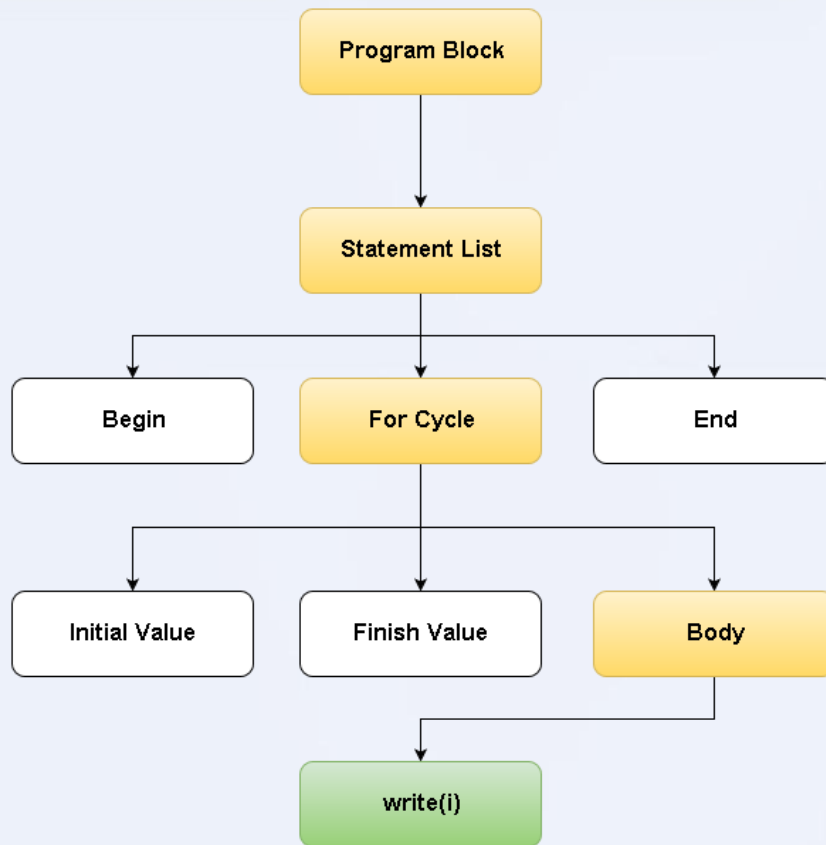 Program Block
Statement List
Begin
For Cycle
End
Initial Value
Finish Value
Body
write(i)